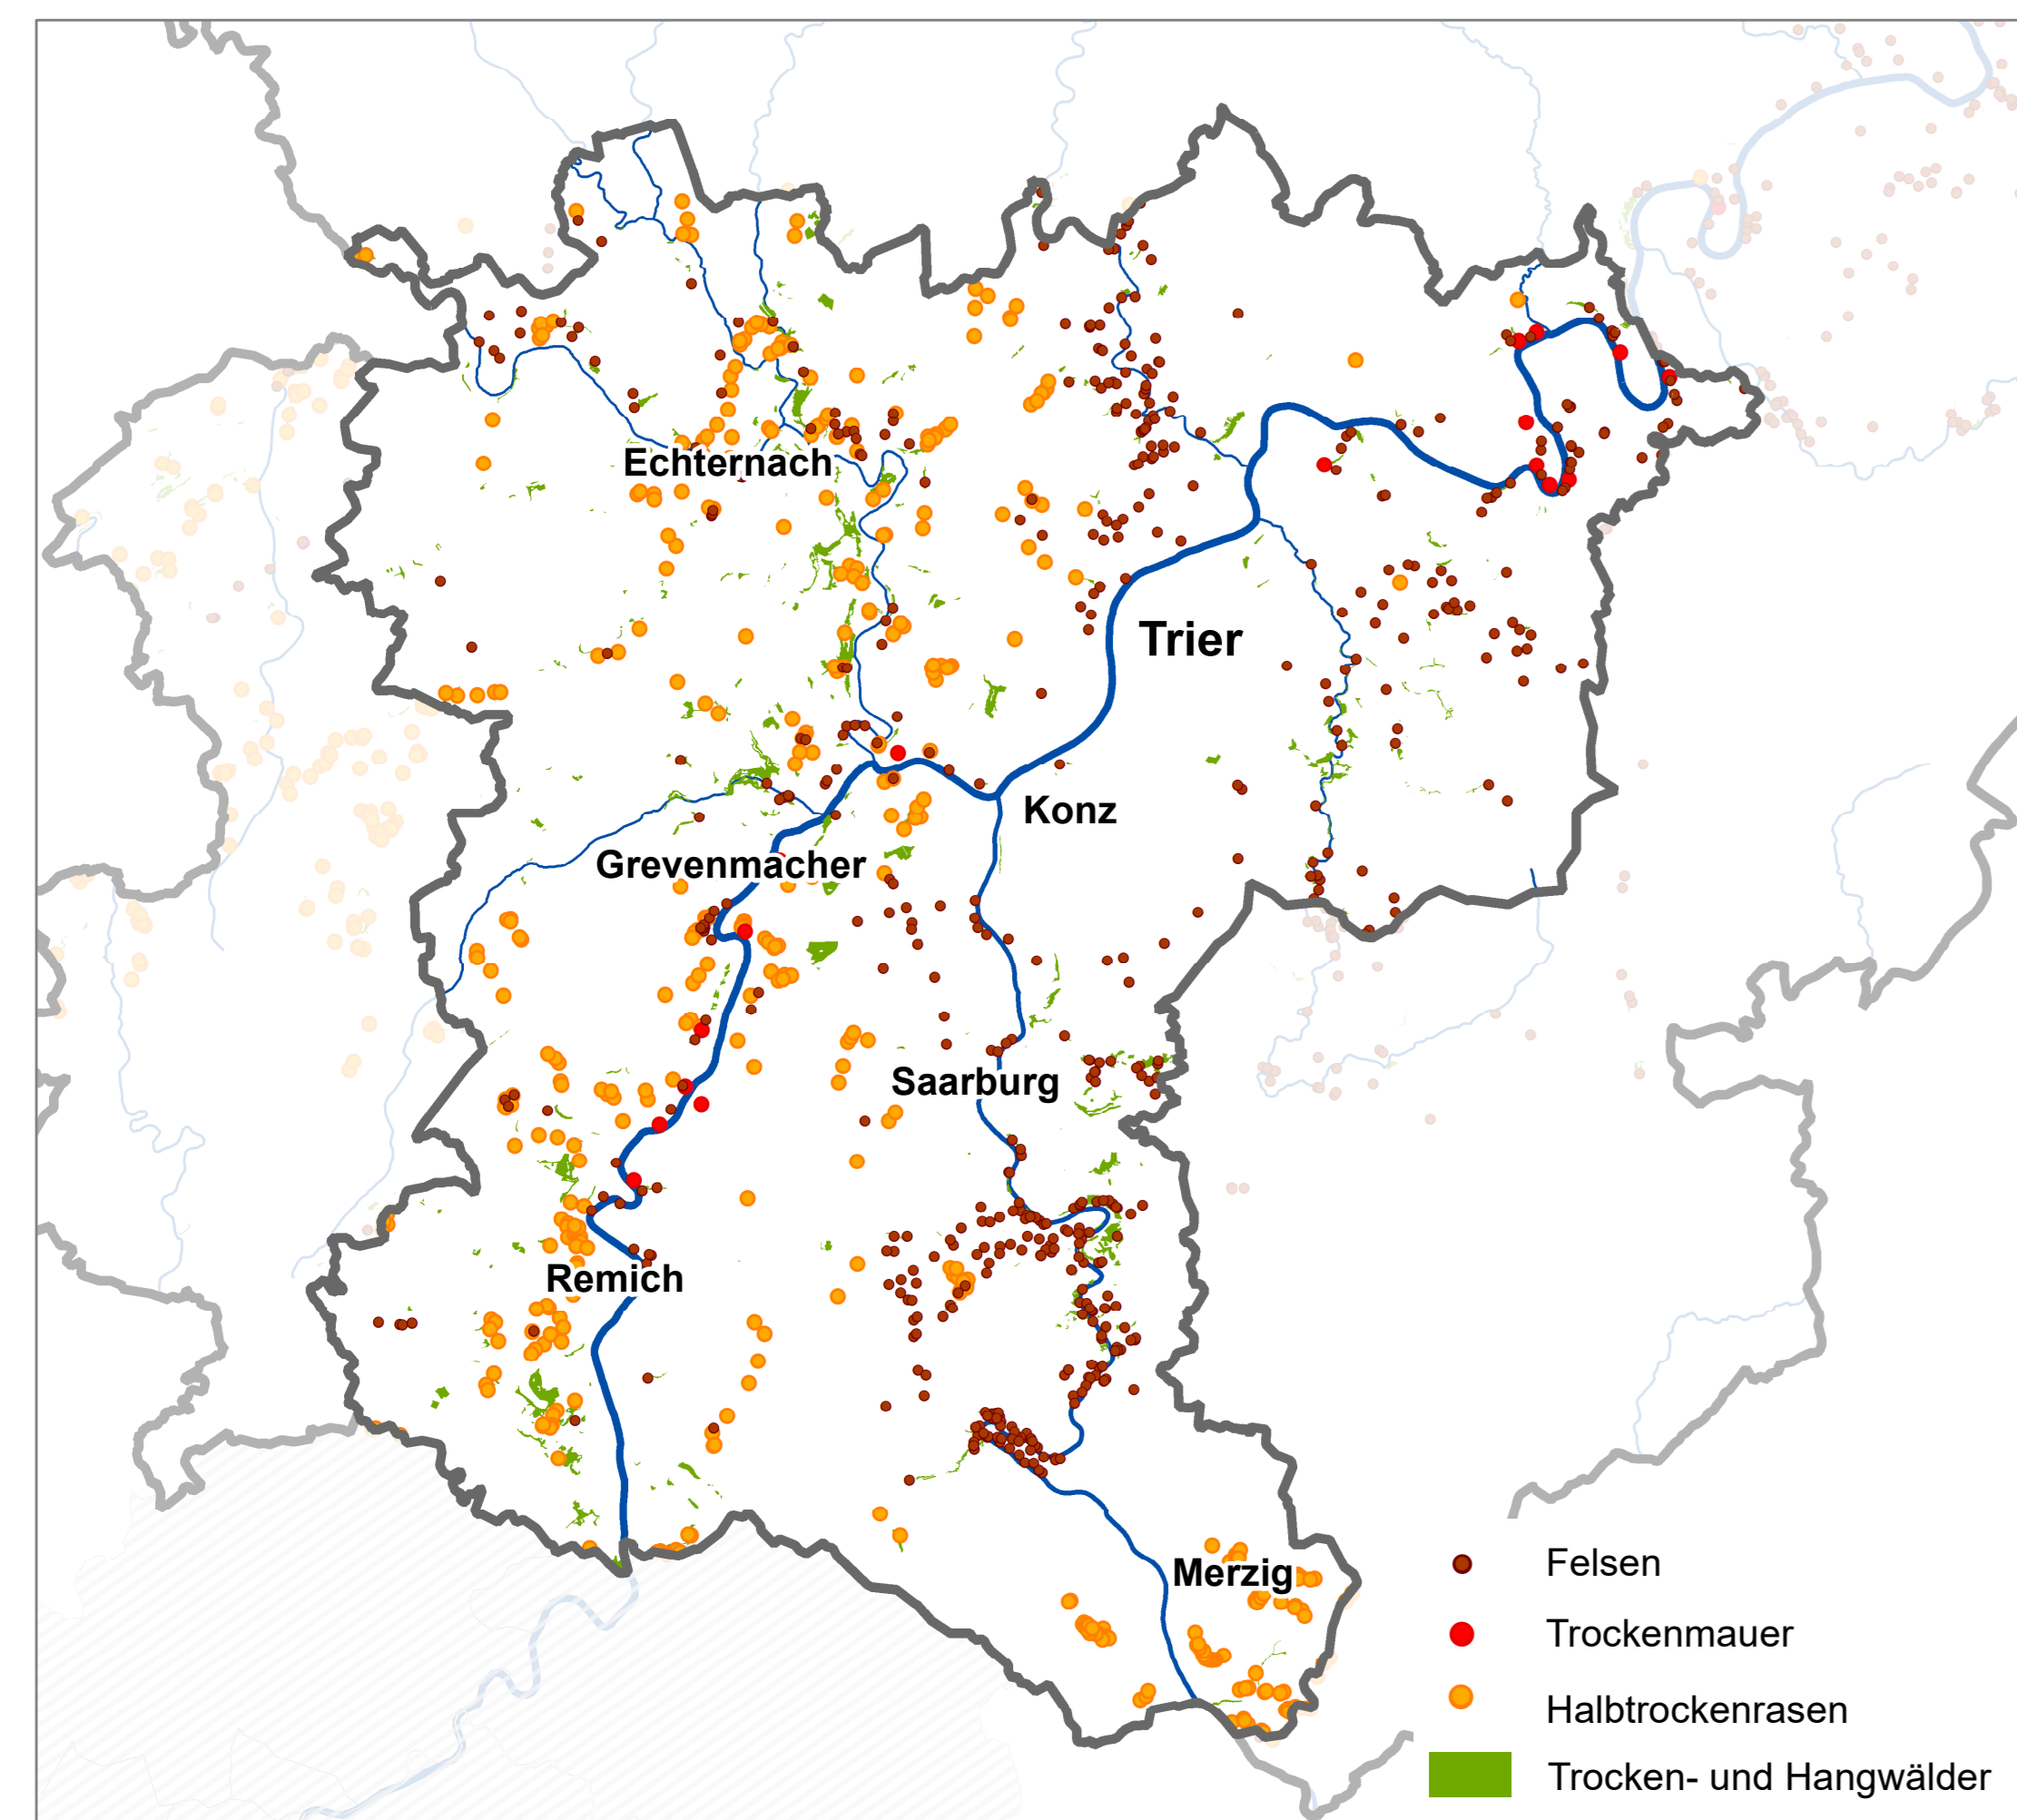 Echternach
Trier
Konz
Grevenmacher
Saarburg
Remich
Merzig
Felsen
Trockenmauer
Halbtrockenrasen
Trocken- und Hangwälder